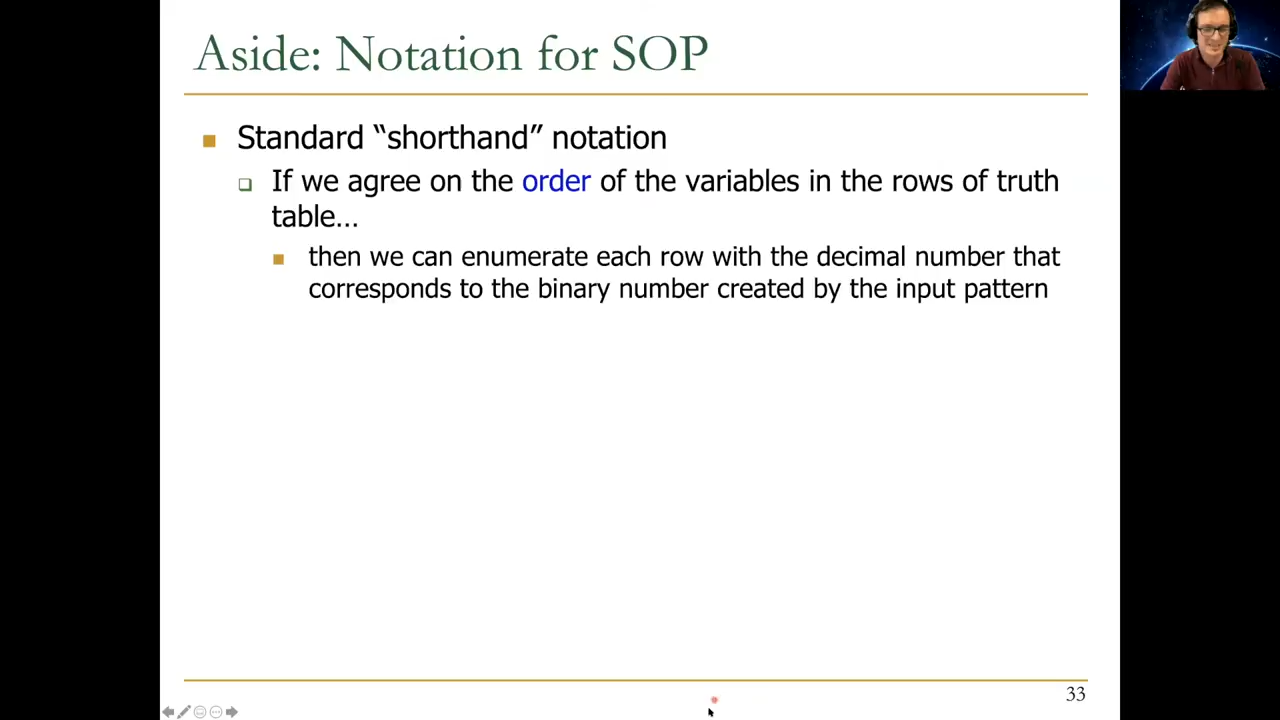 Aside: Notation for SOP
Standard “shorthand” notation
If we agree on the order of the variables in the rows of truth
table…
then we can enumerate each row with the decimal number that
corresponds to the binary number created by the input pattern
33